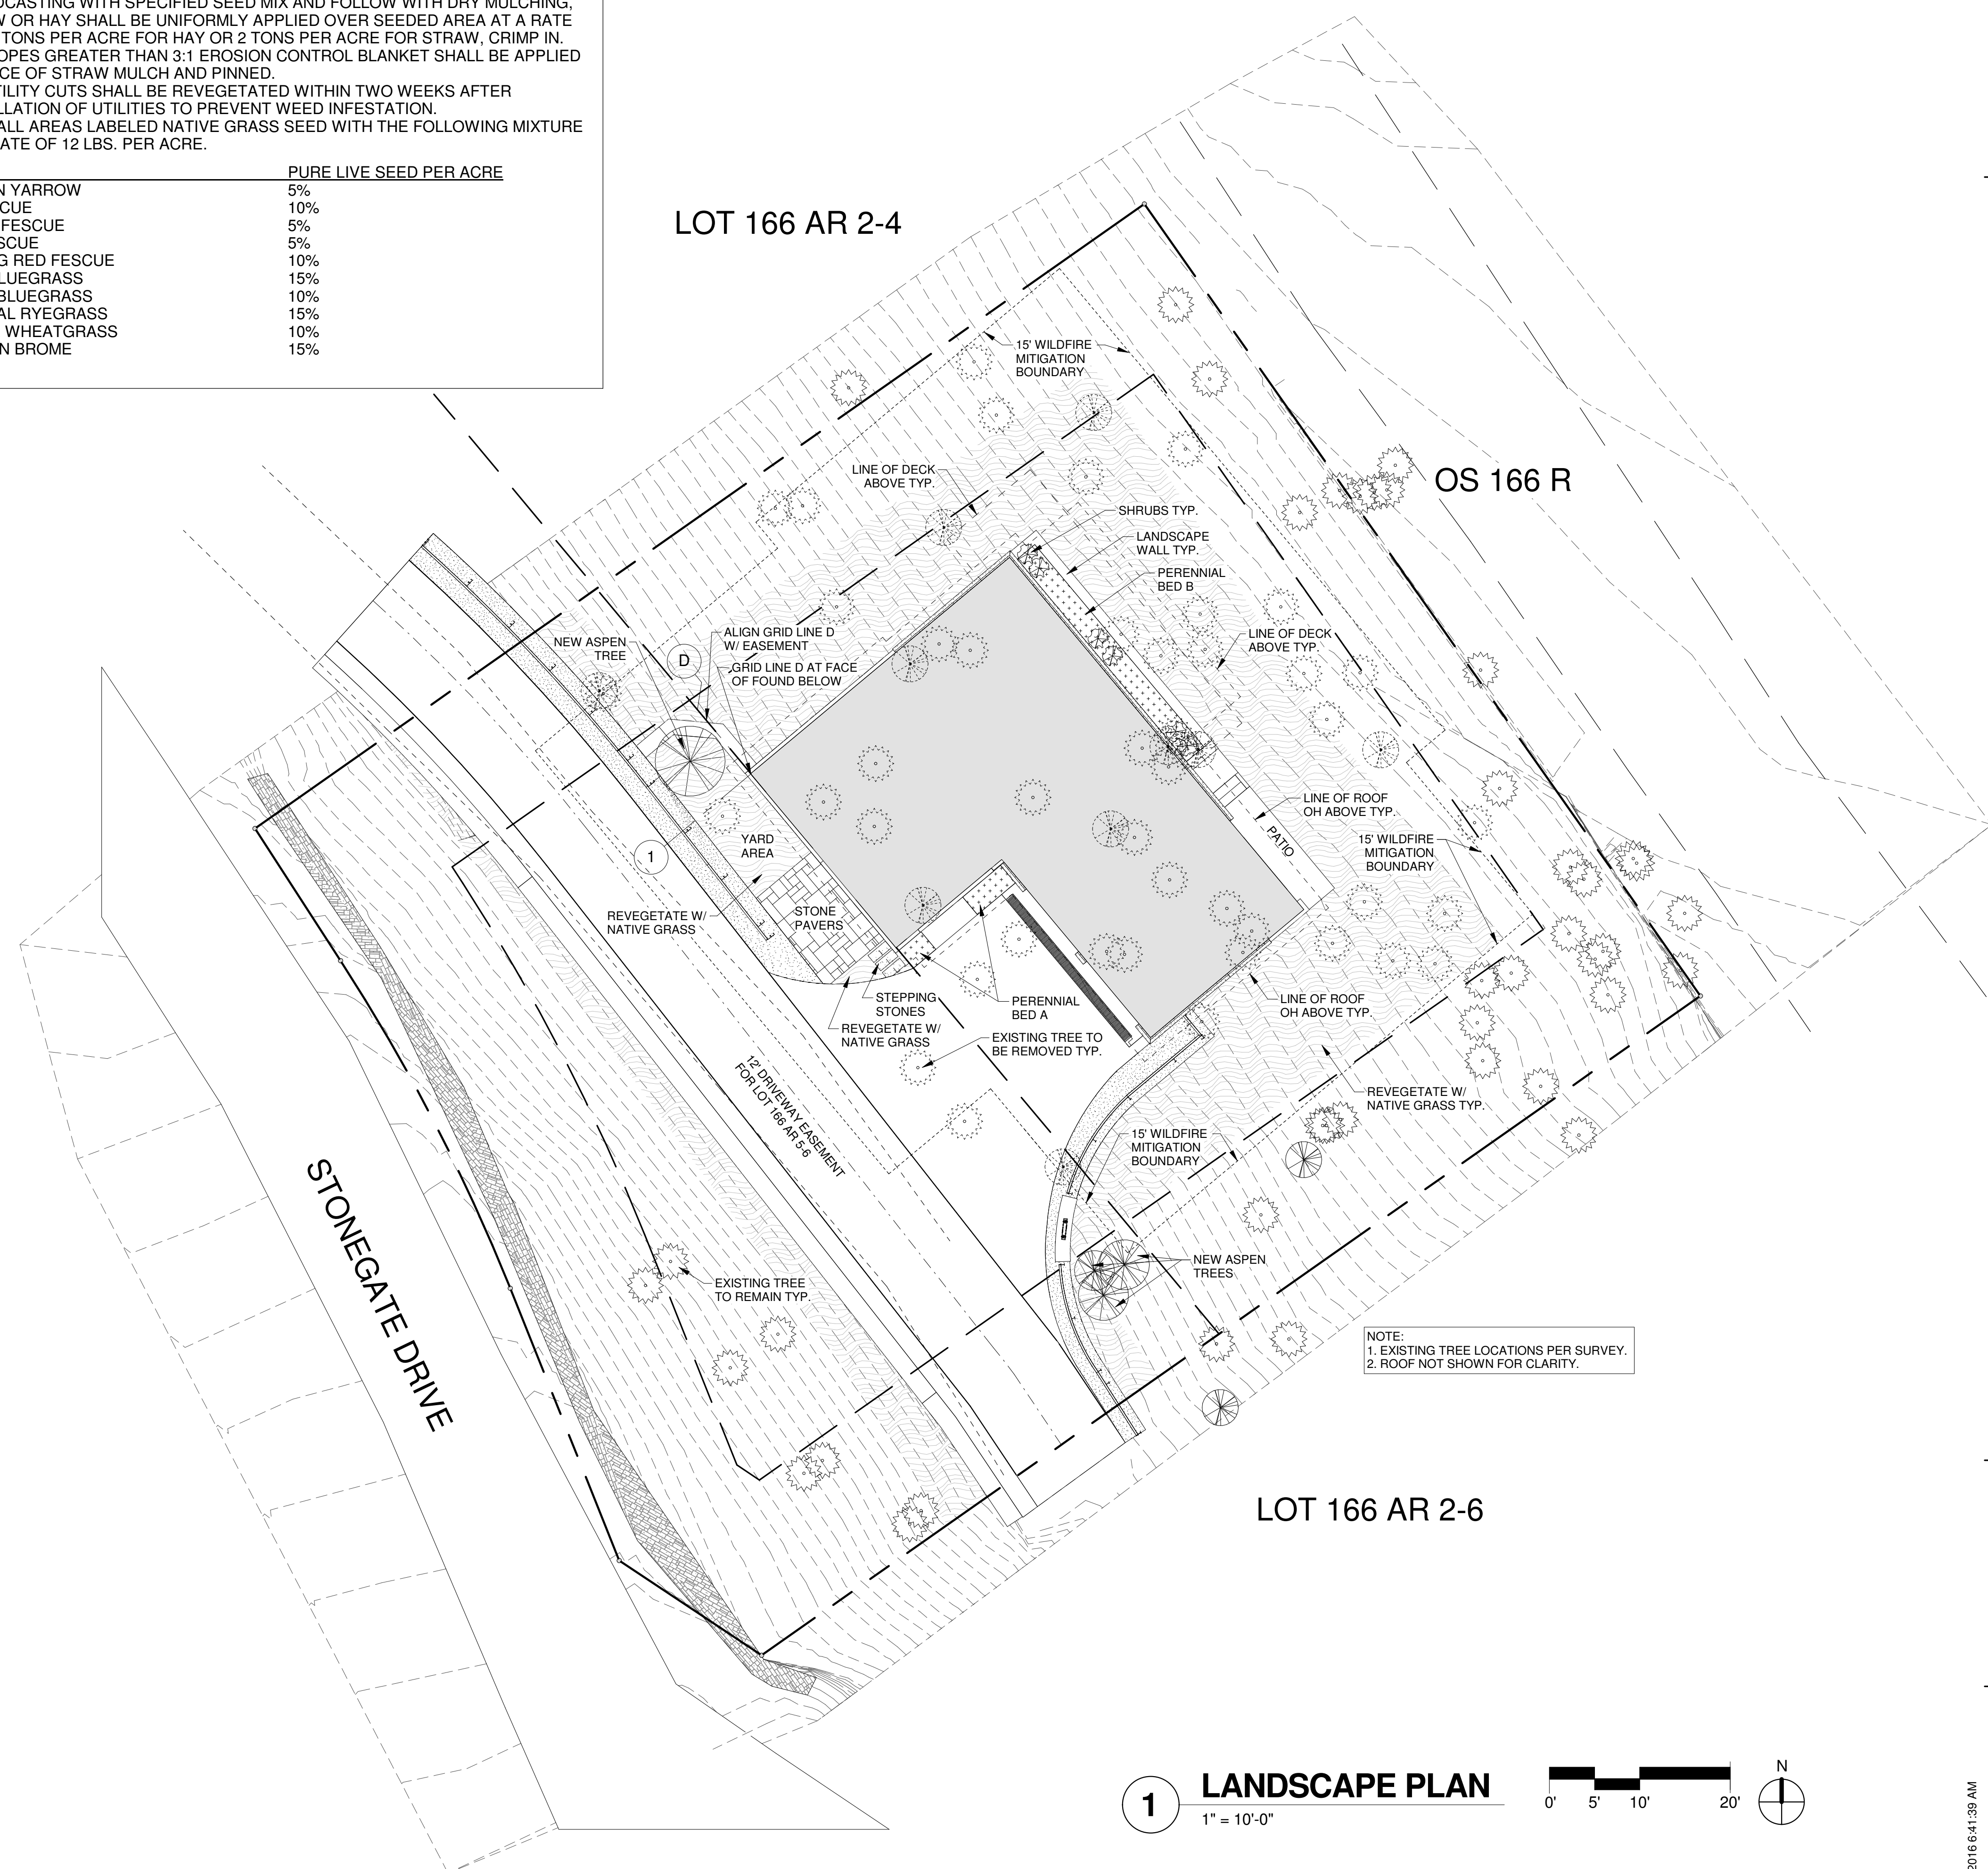 WITH SPECIFIED SEED MIX AND FOLLOW WITH DRY MULCHING,
OR HAY SHALL BE UNIFORMLY APPLIED OVER SEEDED AREA AT A RATE
TONS PER ACRE FOR HAY OR 2 TONS PER ACRE FOR STRAW, CRIMP IN.
GREATER THAN 3:1 EROSION CONTROL BLANKET SHALL BE APPLIED
OF STRAW MULCH AND PINNED.
CUTS SHALL BE REVEGETATED WITHIN TWO WEEKS AFTER
OF UTILITIES TO PREVENT WEED INFESTATION.
ALL AREAS LABELED NATIVE GRASS SEED WITH THE FOLLOWING MIXTURE
OF 12 LBS. PER ACRE.
PURE LIVE SEED PER ACRE
YARROW 5%
10%
FESCUE 5%
5%
RED FESCUE 10%
15%
BLUEGRASS 10%
RYEGRASS 15%
WHEATGRASS 10%
BROME 15%
LOT 166 AR 2-4
OS 166 R
15' WILDFIRE
MITIGATION
BOUNDARY
LINE OF DECK
ABOVE TYP.
SHRUBS TYP.
LANDSCAPE
WALL TYP.
PERENNIAL
BED B
NEW ASPEN
TREE
D
ALIGN GRID LINE D
W/ EASEMENT
GRID LINE D AT FACE
OF FOUND BELOW
LINE OF DECK
ABOVE TYP.
LINE OF ROOF
OH ABOVE TYP.
PATIO
15' WILDFIRE
MITIGATION
BOUNDARY
YARD
AREA
1
REVEGETATE W/
NATIVE GRASS
STONE
PAVERS
STEPPING
STONES
REVEGETATE W/
NATIVE GRASS
PERENNIAL
BED A
EXISTING TREE TO
BE REMOVED TYP.
LINE OF ROOF
OH ABOVE TYP.
REVEGETATE W/
NATIVE GRASS TYP.
12' DRIVEWAY EASEMENT
FOR LOT 166 AR 5-6
15' WILDFIRE
MITIGATION
BOUNDARY
STONEGATE DRIVE
EXISTING TREE
TO REMAIN TYP.
NEW ASPEN
TREES
NOTE:
1. EXISTING TREE LOCATIONS PER SURVEY.
2. ROOF NOT SHOWN FOR CLARITY.
LOT 166 AR 2-6
1
LANDSCAPE PLAN
1" = 10'-0"
0' 5' 10' 20'
N
6:41:39 AM